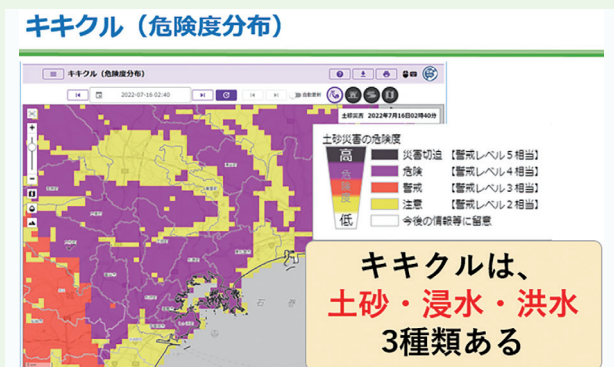 キキクル（危険度分布）
キキクル（危険度分布）
2022-07-16 02:40
自動更新
土砂災害 2022年7月16日02時40分
土砂災害の危険度
高
危険度
低
災害切迫 【警戒レベル5相当】
危険 【警戒レベル4相当】
警戒 【警戒レベル3相当】
注意 【警戒レベル2相当】
今後の情報等に留意
石巻
キキクルは、
土砂・浸水・洪水
3種類ある